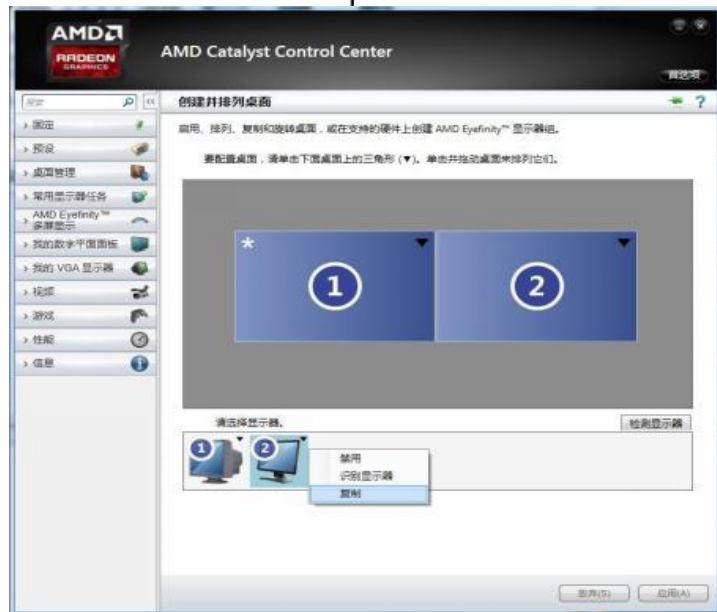 AMD
RADEON
GRAPHICS
AMD Catalyst Control Center
首选项
搜索
创建并排列桌面
?
启用、排列、复制和旋转桌面，或在支持的硬件上创建 AMD Eyefinity™ 显示器组。
要配置桌面，请单击下面桌面上的三角形 (▼)。单击并拖动桌面来排列它们。
固定
预设
桌面管理
常用显示器任务
AMD Eyefinity™
多屏显示
我的数字平面面板
我的 VGA 显示器
视频
游戏
性能
信息
*
1
2
请选择显示器。
检测显示器
1
2
禁用
识别显示器
复制
放弃(S)
应用(A)